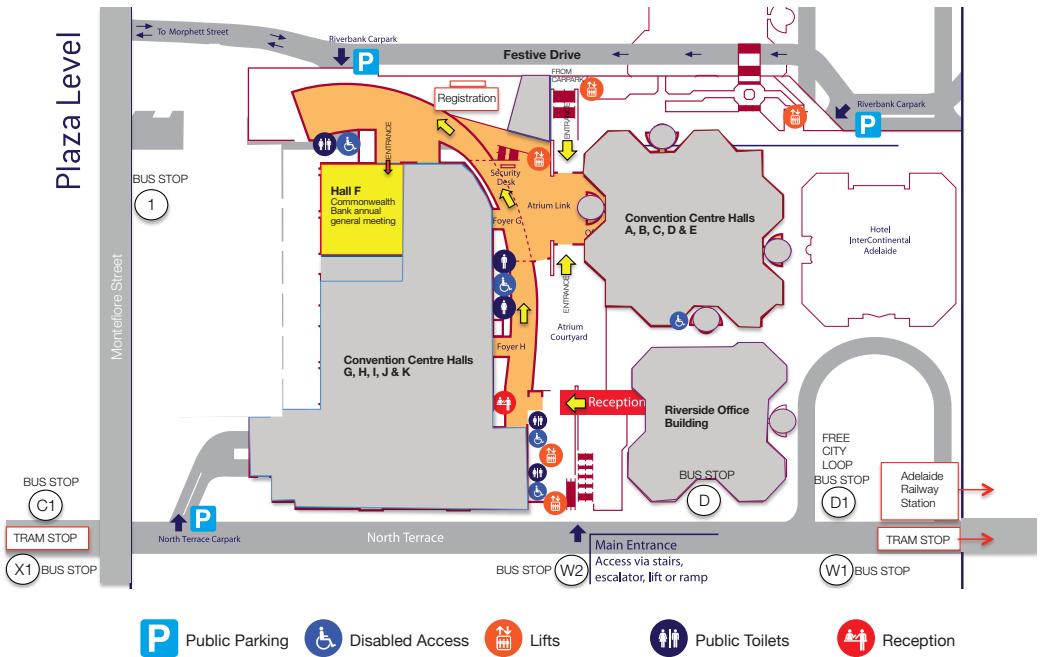 Plaza Level
To Morphett Street
Riverbank Carpark
P
Festive Drive
FROM
CARPARK
Registration
ENTRANCE
ENTRANCE
Riverbank Carpark
P
BUS STOP
1
Security
Desk
Hall F
Commonwealth
Bank annual
general meeting
Atrium Link
Foyer G
Convention Centre Halls
A, B, C, D & E
Hotel
InterContinental
Adelaide
ENTRANCE
Montefiore Street
Atrium
Courtyard
Foyer H
Convention Centre Halls
G, H, I, J & K
Reception
Riverside Office
Building
FREE
CITY
LOOP
BUS STOP
D1
BUS STOP
D
Adelaide
Railway
Station
BUS STOP
C1
P
TRAM STOP
North Terrace Carpark
North Terrace
Main Entrance
Access via stairs,
escalator, lift or ramp
TRAM STOP
X1 BUS STOP
BUS STOP W2
W1 BUS STOP
P Public Parking
Disabled Access
Lifts
Public Toilets
Reception